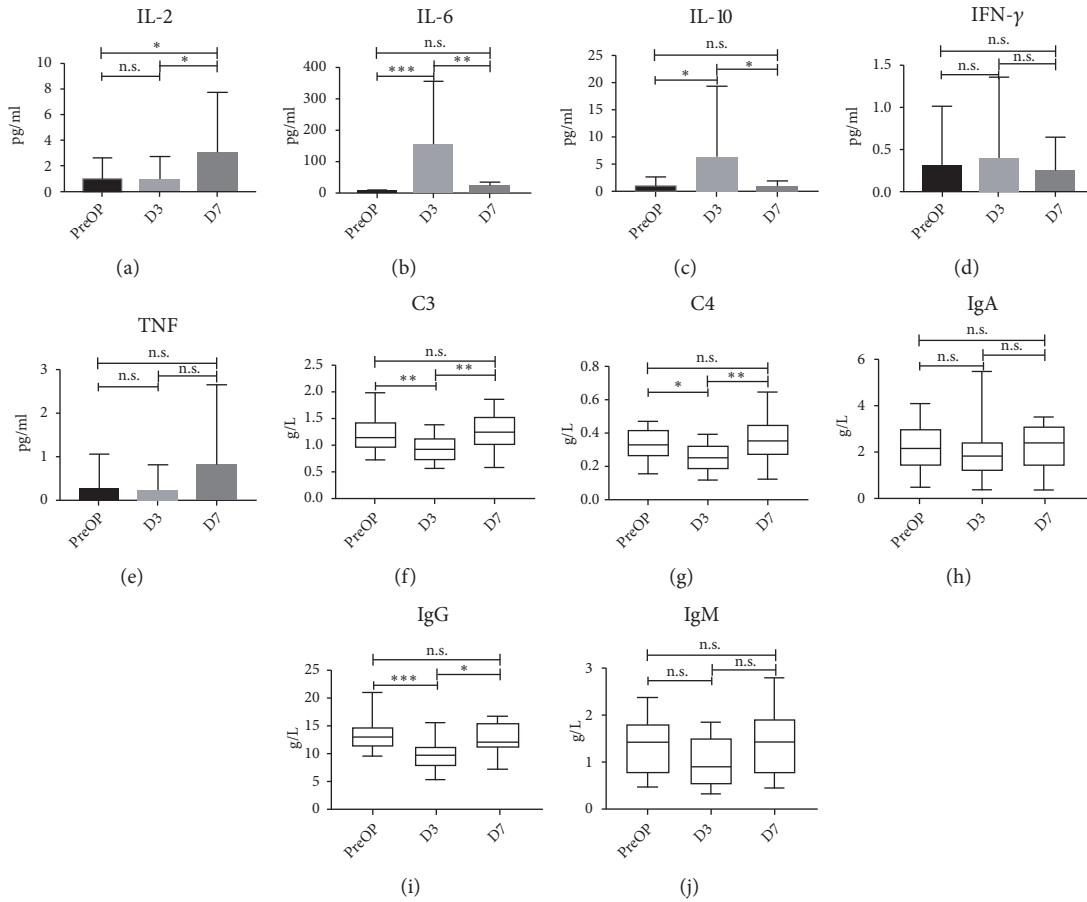 IL-2
n.s.
*
*
pg/ml
10
8
6
4
2
0
PreOP
D3
D7
(a)
IL-6
n.s.
***
**
pg/ml
400
300
200
100
0
PreOP
D3
D7
(b)
IL-10
n.s.
*
*
pg/ml
25
20
15
10
5
0
PreOP
D3
D7
(c)
IFN-γ
n.s.
n.s.
n.s.
pg/ml
1.5
1.0
0.5
0.0
PreOP
D3
D7
(d)
TNF
n.s.
n.s.
n.s.
pg/ml
3
2
1
0
PreOP
D3
D7
(e)
C3
n.s.
**
**
g/L
2.5
2.0
1.5
1.0
0.5
0.0
PreOP
D3
D7
(f)
C4
n.s.
*
**
g/L
0.8
0.6
0.4
0.2
0.0
PreOP
D3
D7
(g)
IgA
n.s.
n.s.
n.s.
g/L
6
4
2
0
PreOP
D3
D7
(h)
IgG
n.s.
***
*
g/L
25
20
15
10
5
0
PreOP
D3
D7
(i)
IgM
n.s.
n.s.
n.s.
g/L
3
2
1
0
PreOP
D3
D7
(j)